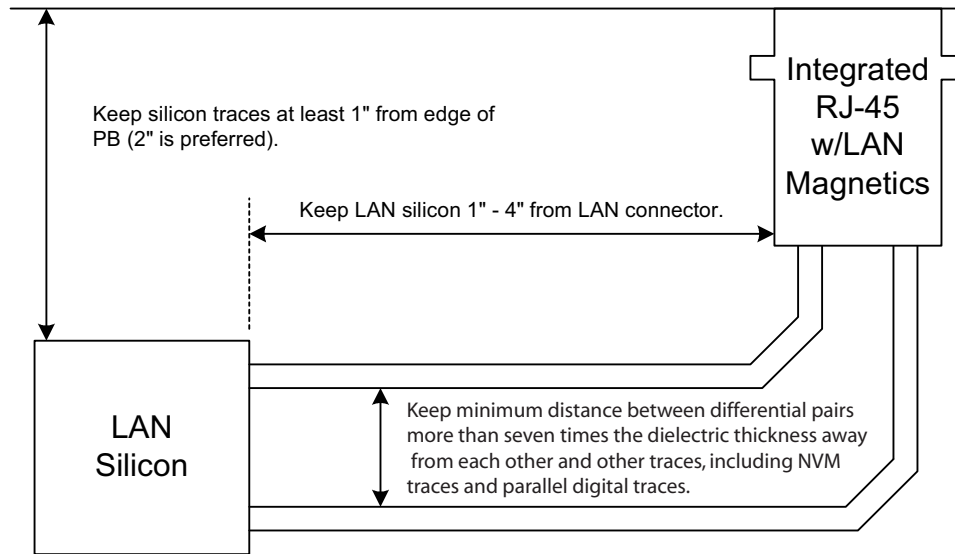 Integrated
RJ-45
w/LAN
Magnetics
Keep silicon traces at least 1" from edge of
PB (2" is preferred).
Keep LAN silicon 1" - 4" from LAN connector.
LAN
Silicon
Keep minimum distance between differential pairs
more than seven times the dielectric thickness away
from each other and other traces, including NVM
traces and parallel digital traces.